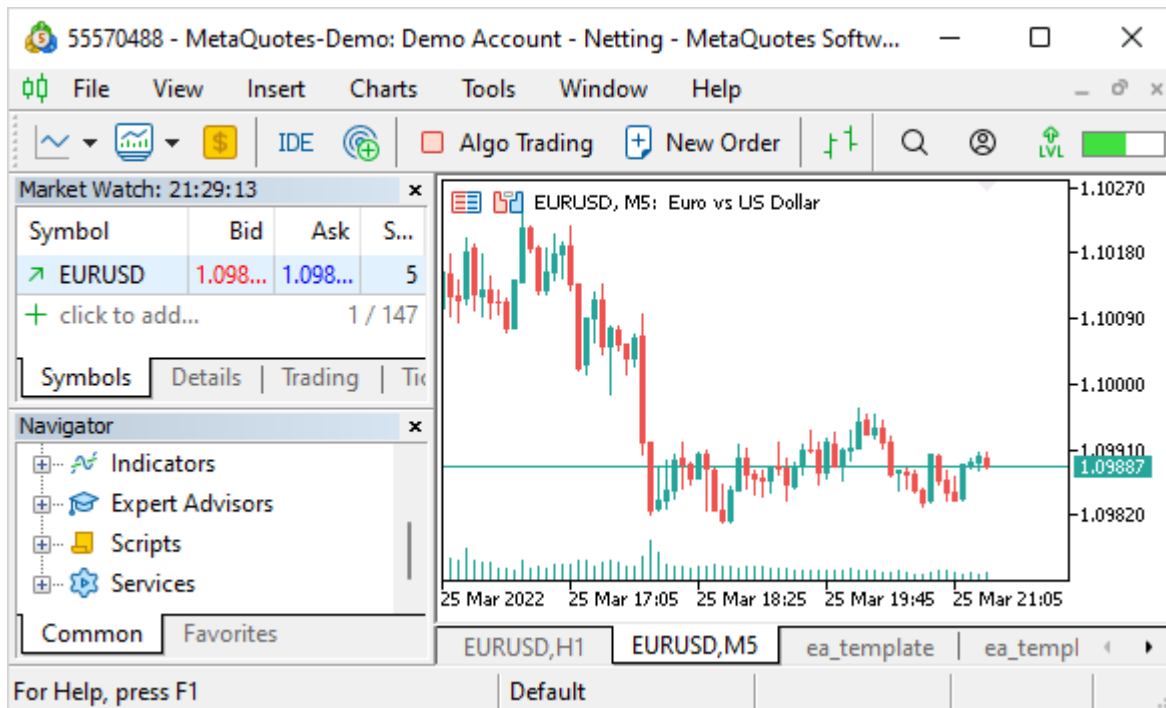 55570488 - MetaQuotes-Demo: Demo Account - Netting - MetaQuotes Softw...
File View Insert Charts Tools Window Help
IDE Algo Trading New Order LVL
Market Watch: 21:29:13
Symbol Bid Ask S...
EURUSD 1.098... 1.098... 5
click to add... 1 / 147
Symbols Details Trading Tic
Navigator
Indicators
Expert Advisors
Scripts
Services
Common Favorites
EURUSD, M5: Euro vs US Dollar
1.10270
1.10180
1.10090
1.10000
1.09910
1.09887
1.09820
25 Mar 2022 25 Mar 17:05 25 Mar 18:25 25 Mar 19:45 25 Mar 21:05
EURUSD,H1 EURUSD,M5 ea_template ea_templ
For Help, press F1 Default